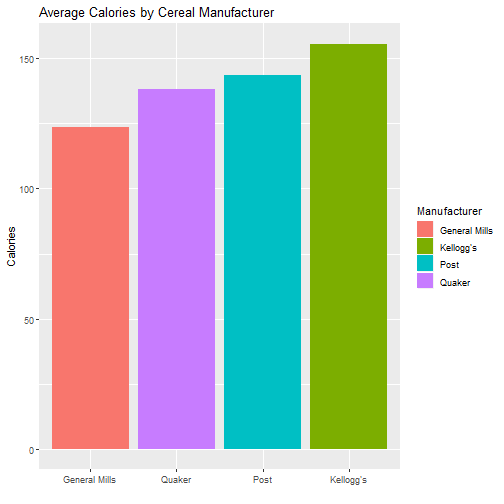 Average Calories by Cereal Manufacturer
Calories
150
100
50
0
General Mills
Quaker
Post
Kellogg's
Manufacturer
General Mills
Kellogg's
Post
Quaker